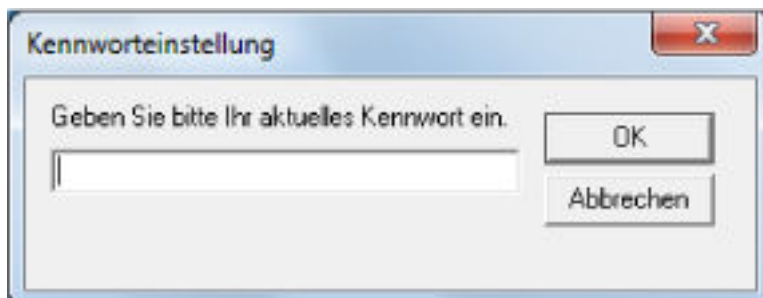 Kennworteinstellung
Geben Sie bitte Ihr aktuelles Kennwort ein.
OK
Abbrechen